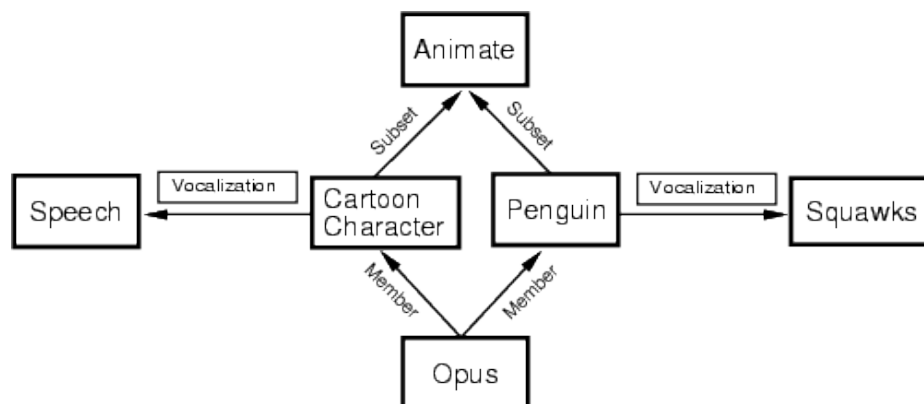 Animate
Subset
Subset
Vocalization
Vocalization
Speech
Cartoon
Character
Penguin
Squawks
Member
Member
Opus